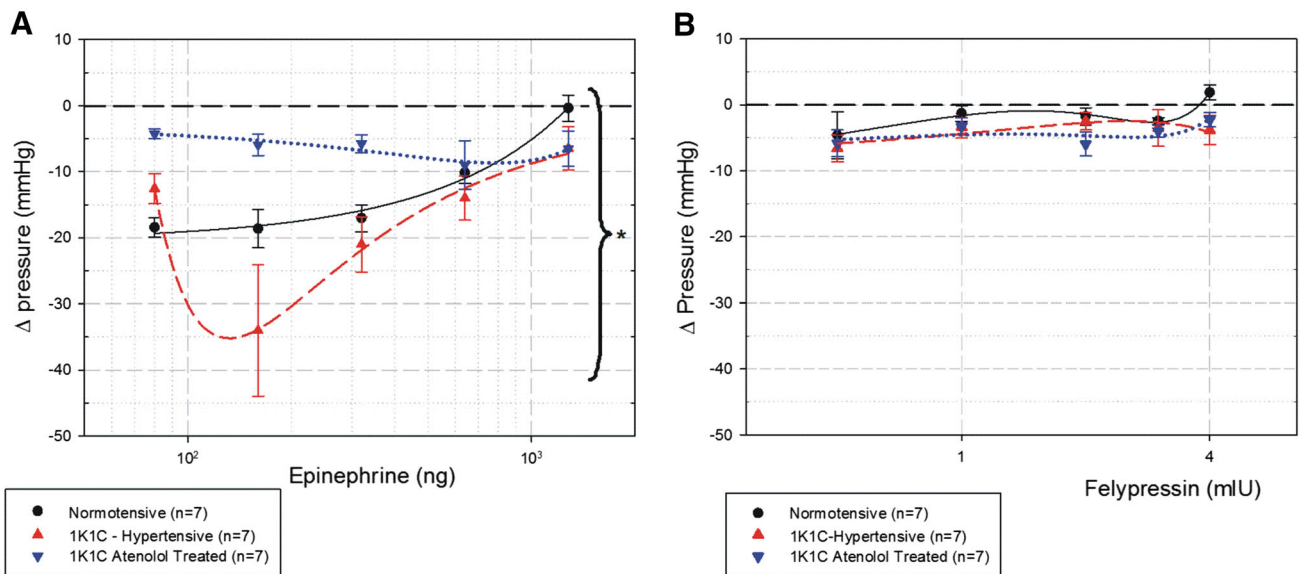 A
10
0
-10
-20
-30
-40
-50
Δ pressure (mmHg)
*
10²
10³
Epinephrine (ng)
Normotensive (n=7)
1K1C - Hypertensive (n=7)
1K1C Atenolol Treated (n=7)
B
10
0
-10
-20
-30
-40
-50
Δ Pressure (mmHg)
1
4
Felypressin (mIU)
Normotensive (n=7)
1K1C-Hypertensive (n=7)
1K1C Atenolol Treated (n=7)